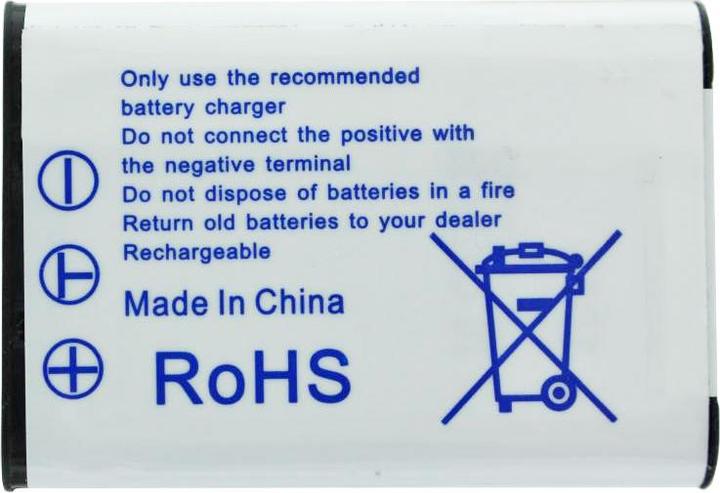 Only use the recommended
battery charger
Do not connect the positive with
the negative terminal
Do not dispose of batteries in a fire
Return old batteries to your dealer
Rechargeable
Made In China
RoHS